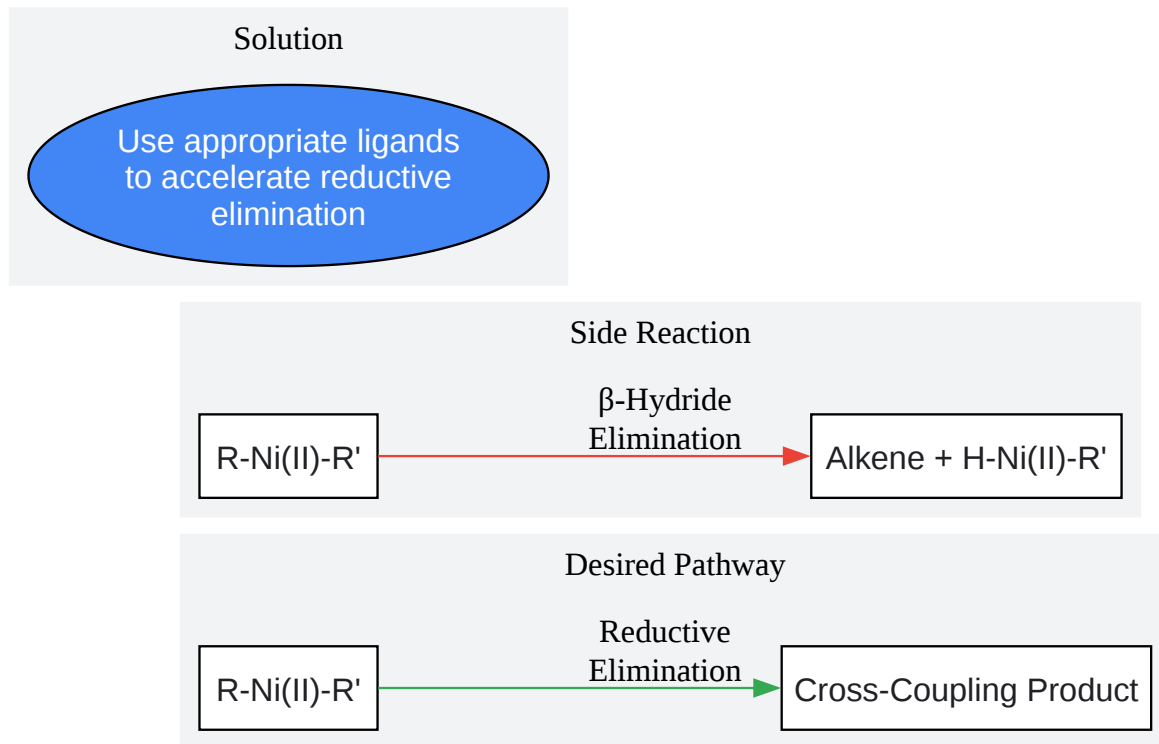 Solution
Use appropriate ligands
to accelerate reductive
elimination
Side Reaction
β-Hydride
Elimination
R-Ni(II)-R'
Alkene + H-Ni(II)-R'
Desired Pathway
Reductive
Elimination
R-Ni(II)-R'
Cross-Coupling Product